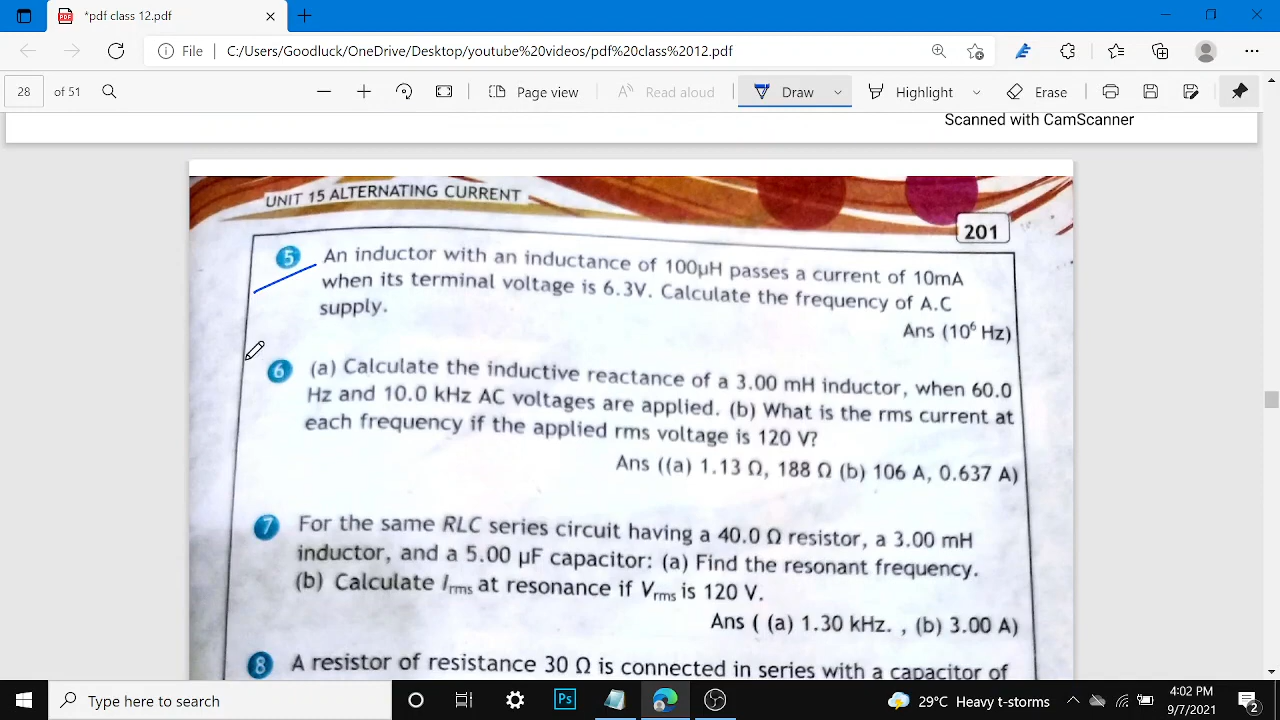 *pdf class 12.pdf
File
C:/Users/Goodluck/OneDrive/Desktop/youtube%20videos/pdf%20class%2012.pdf
28 of 51
Page view
Read aloud
Draw
Highlight
Erase
Scanned with CamScanner
UNIT 15 ALTERNATING CURRENT
201
5 An inductor with an inductance of 100μH passes a current of 10mA
when its terminal voltage is 6.3V. Calculate the frequency of A.C
supply.
Ans (10⁶ Hz)
6 (a) Calculate the inductive reactance of a 3.00 mH inductor, when 60.0
Hz and 10.0 kHz AC voltages are applied. (b) What is the rms current at
each frequency if the applied rms voltage is 120 V?
Ans ((a) 1.13 Ω, 188 Ω (b) 106 A, 0.637 A)
7 For the same RLC series circuit having a 40.0 Ω resistor, a 3.00 mH
inductor, and a 5.00 μF capacitor: (a) Find the resonant frequency.
(b) Calculate Irms at resonance if Vrms is 120 V.
Ans ( (a) 1.30 kHz. , (b) 3.00 A)
8 A resistor of resistance 30 Ω is connected in series with a capacitor of
Type here to search
Ps
29°C Heavy t-storms
4:02 PM
9/7/2021
2